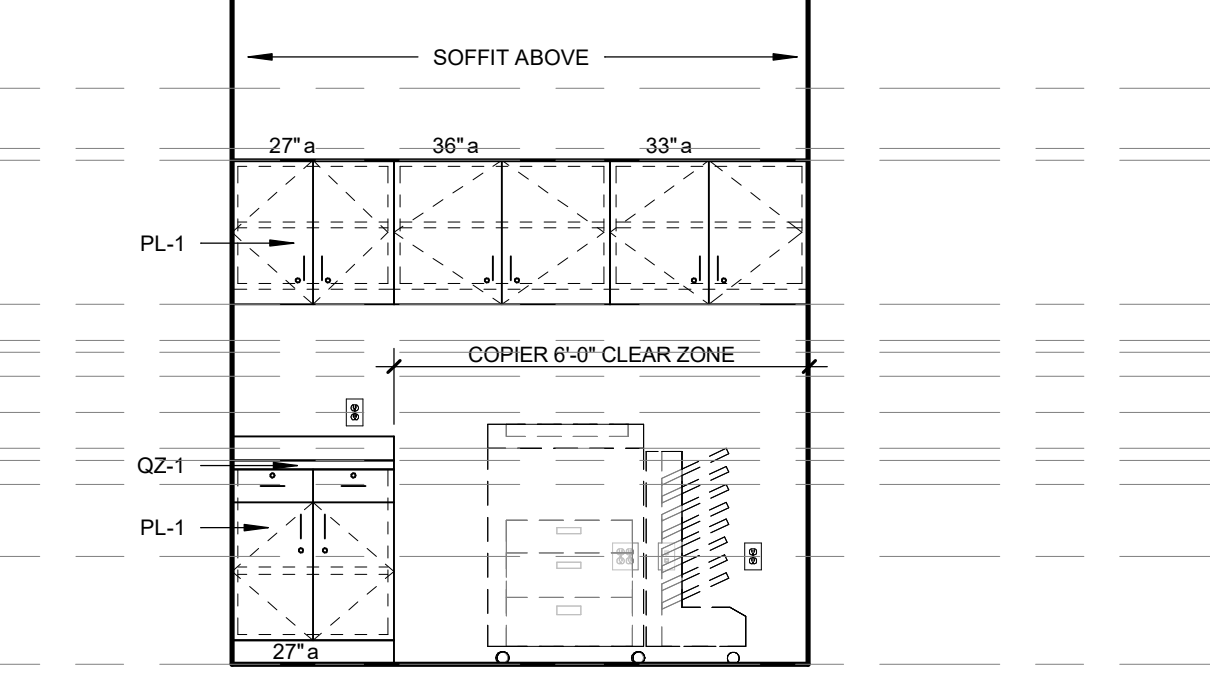 SOFFIT ABOVE
27" a
36" a
33" a
PL-1
COPIER 6'-0" CLEAR ZONE
QZ-1
PL-1
27" a